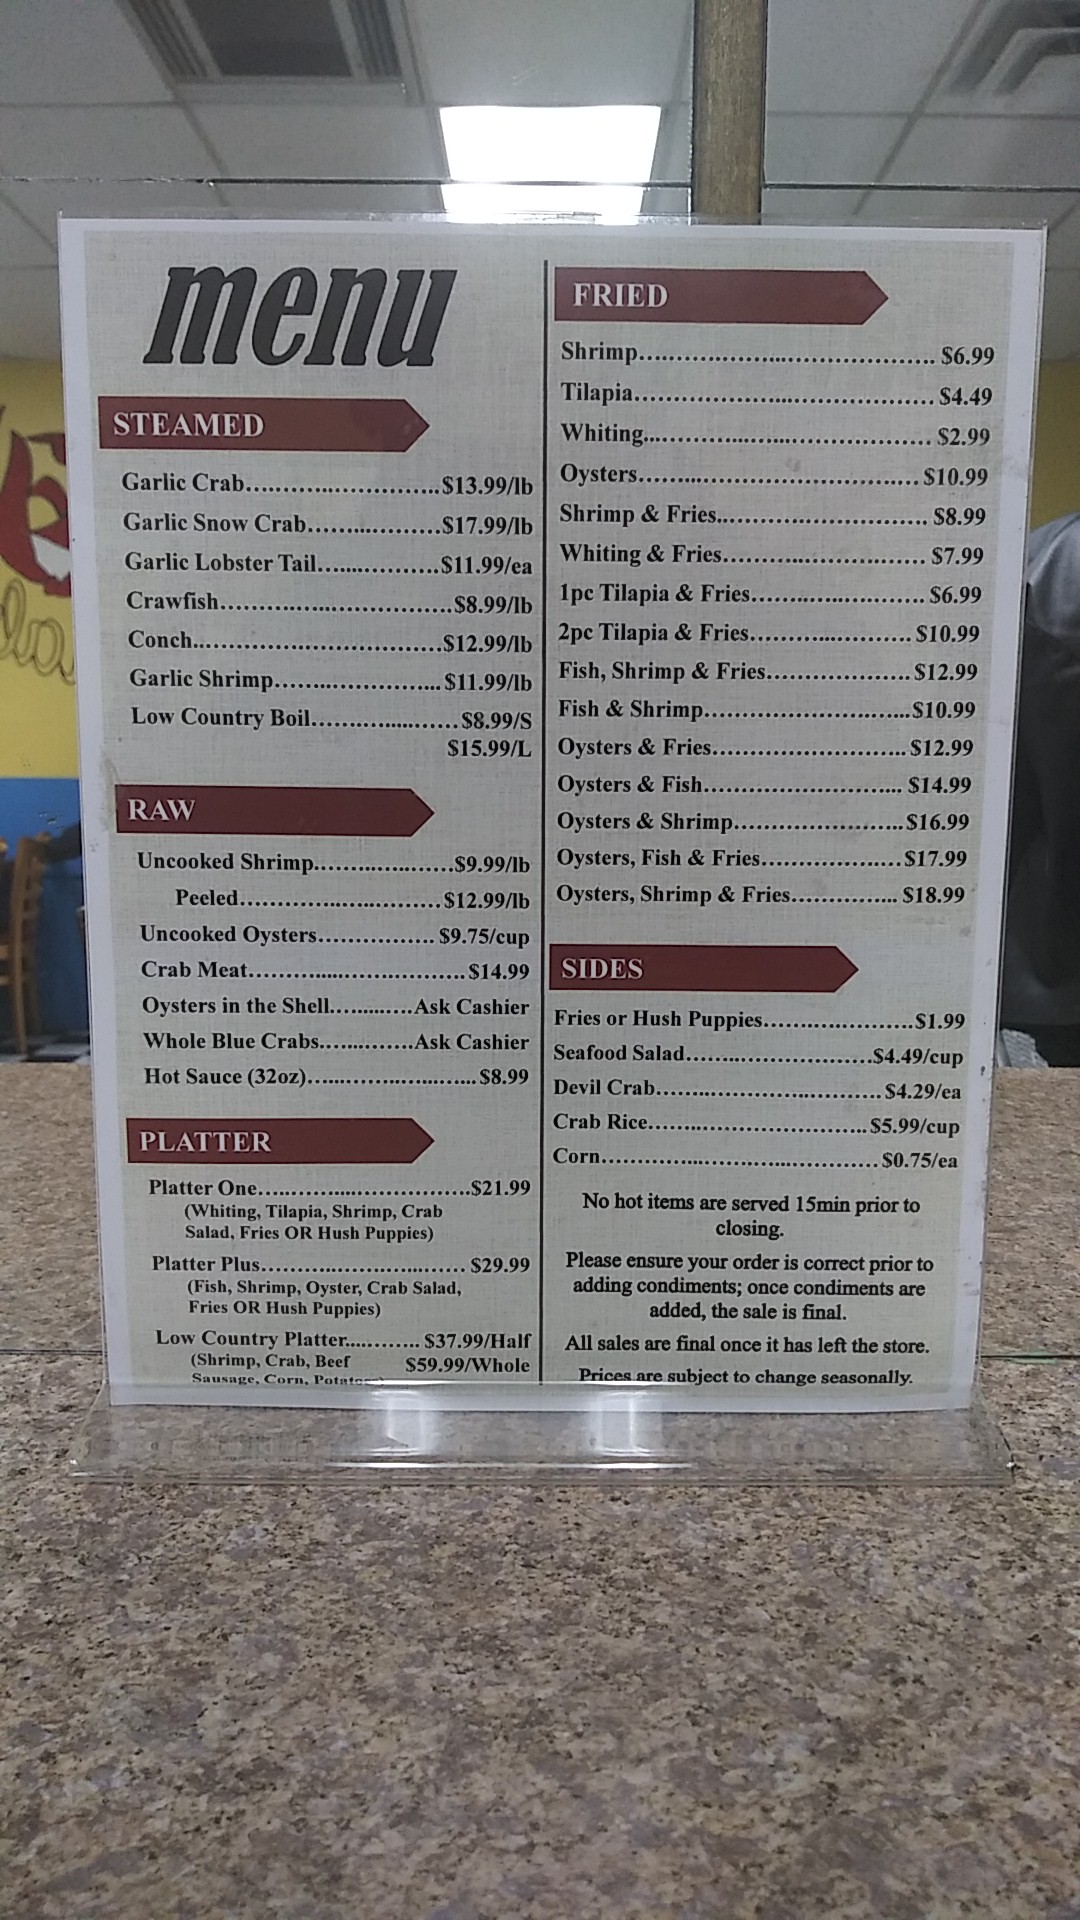 menu
STEAMED
Garlic Crab..............................$13.99/lb
Garlic Snow Crab....................$17.99/lb
Garlic Lobster Tail...................$11.99/ea
Crawfish....................................$8.99/lb
Conch.......................................$12.99/lb
Garlic Shrimp..........................$11.99/lb
Low Country Boil.......................$8.99/S
$15.99/L
RAW
Uncooked Shrimp......................$9.99/lb
Peeled................................$12.99/lb
Uncooked Oysters.................$9.75/cup
Crab Meat...................................$14.99
Oysters in the Shell.............Ask Cashier
Whole Blue Crabs...............Ask Cashier
Hot Sauce (32oz)...........................$8.99
PLATTER
Platter One..................................$21.99
(Whiting, Tilapia, Shrimp, Crab
Salad, Fries OR Hush Puppies)
Platter Plus.................................$29.99
(Fish, Shrimp, Oyster, Crab Salad,
Fries OR Hush Puppies)
Low Country Platter............$37.99/Half
(Shrimp, Crab, Beef $59.99/Whole
Sausage, Corn,
FRIED
Shrimp...............................................$6.99
Tilapia................................................$4.49
Whiting..............................................$2.99
Oysters.............................................$10.99
Shrimp & Fries..................................$8.99
Whiting & Fries.................................$7.99
1pc Tilapia & Fries............................$6.99
2pc Tilapia & Fries..........................$10.99
Fish, Shrimp & Fries.......................$12.99
Fish & Shrimp.................................$10.99
Oysters & Fries...............................$12.99
Oysters & Fish................................$14.99
Oysters & Shrimp...........................$16.99
Oysters, Fish & Fries......................$17.99
Oysters, Shrimp & Fries.................$18.99
SIDES
Fries or Hush Puppies........................$1.99
Seafood Salad..............................$4.49/cup
Devil Crab....................................$4.29/ea
Crab Rice...................................$5.99/cup
Corn.............................................$0.75/ea
No hot items are served 15min prior to
closing.
Please ensure your order is correct prior to
adding condiments; once condiments are
added, the sale is final.
All sales are final once it has left the store.
Prices are subject to change seasonally.